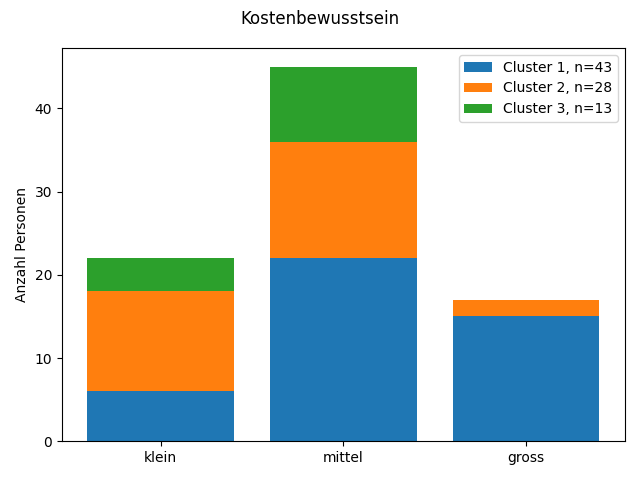 Kostenbewusstsein
Cluster 1, n=43
Cluster 2, n=28
Cluster 3, n=13
Anzahl Personen
40
30
20
10
0
klein mittel gross